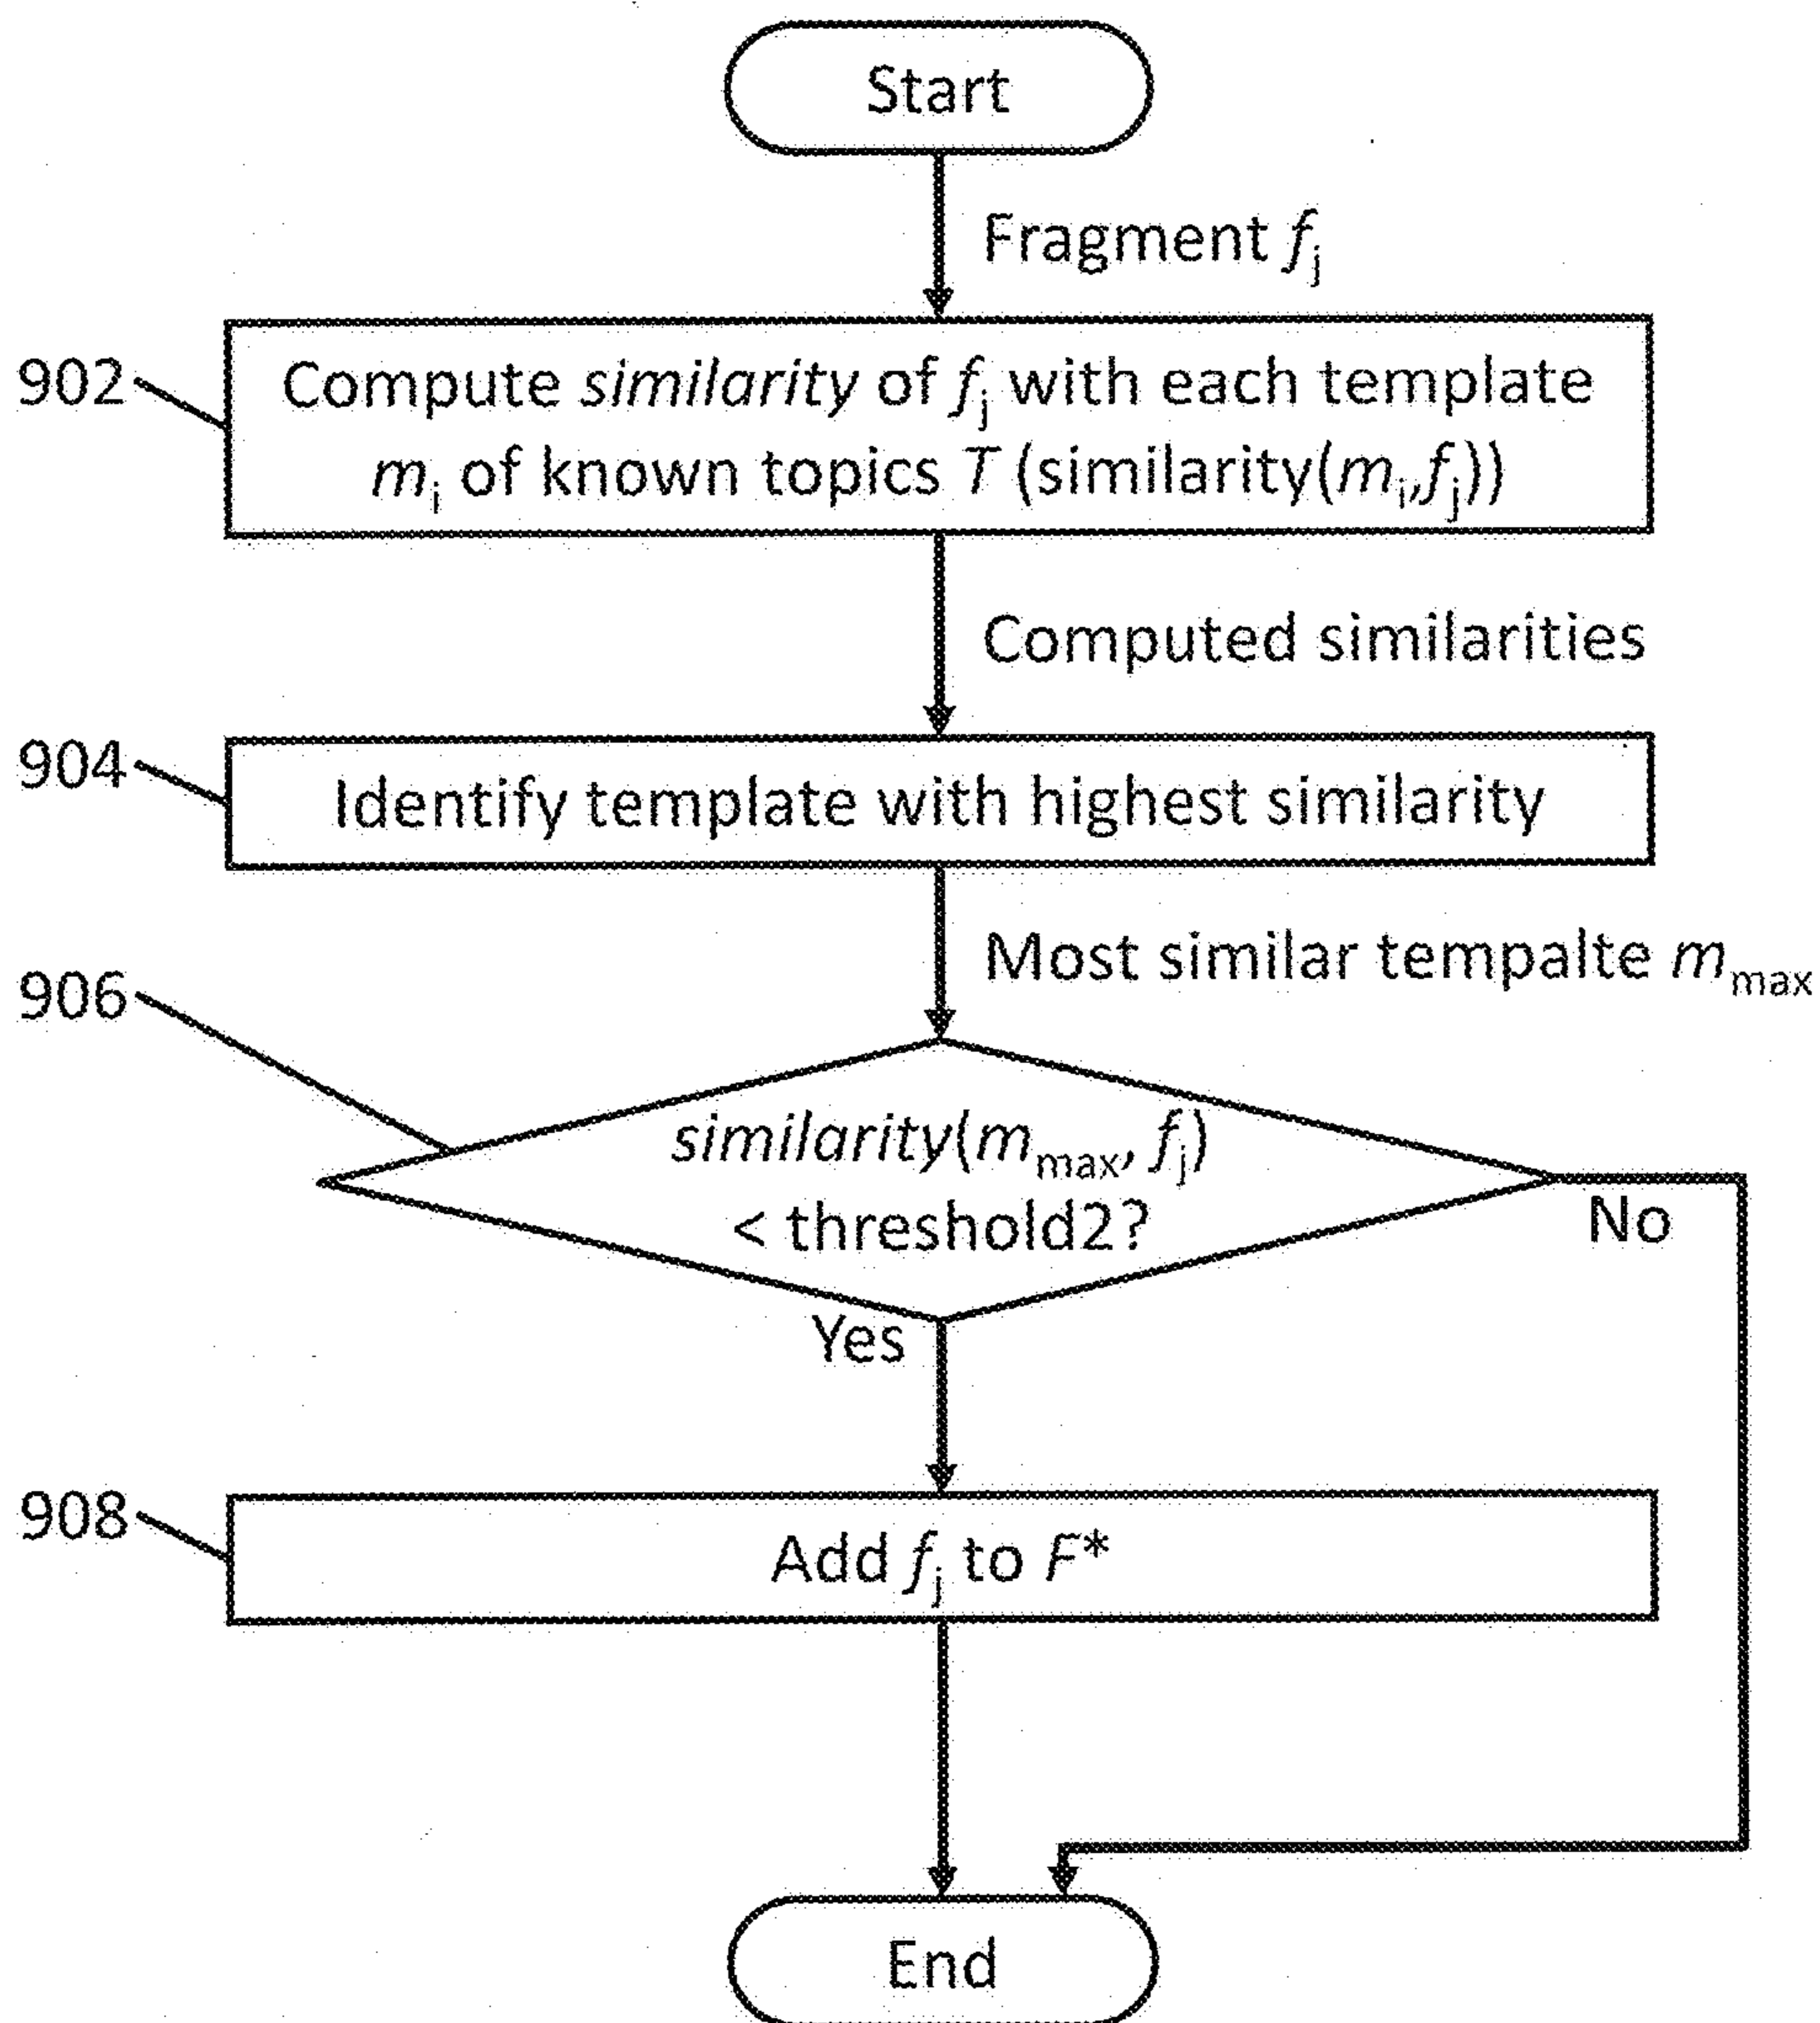 Start
Fragment fj
902
Compute similarity of fj with each template
mi of known topics T (similarity(mi,fj))
Computed similarities
904
Identify template with highest similarity
Most similar tempalte mmax
906
similarity(mmax, fj)
< threshold2?
No
Yes
908
Add fj to F*
End